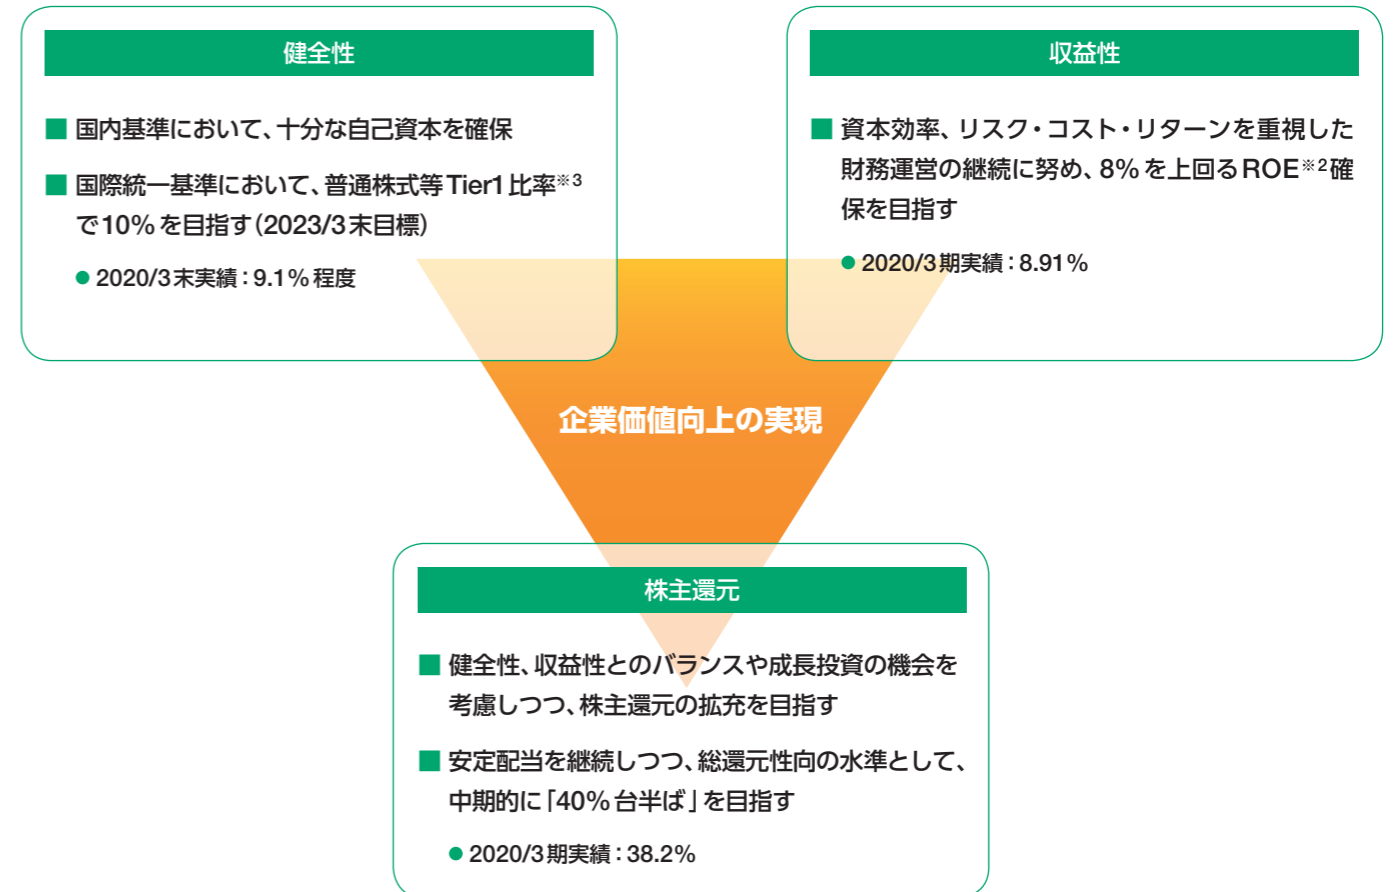 健全性
■ 国内基準において、十分な自己資本を確保
■ 国際統一基準において、普通株式等Tier1比率※3
で10%を目指す(2023/3末目標)
● 2020/3末実績：9.1%程度
収益性
■ 資本効率、リスク・コスト・リターンを重視した
財務運営の継続に努め、8%を上回るROE※2確
保を目指す
● 2020/3期実績：8.91%
企業価値向上の実現
株主還元
■ 健全性、収益性とのバランスや成長投資の機会を
考慮しつつ、株主還元の拡充を目指す
■ 安定配当を継続しつつ、総還元性向の水準として、
中期的に「40%台半ば」を目指す
● 2020/3期実績：38.2%